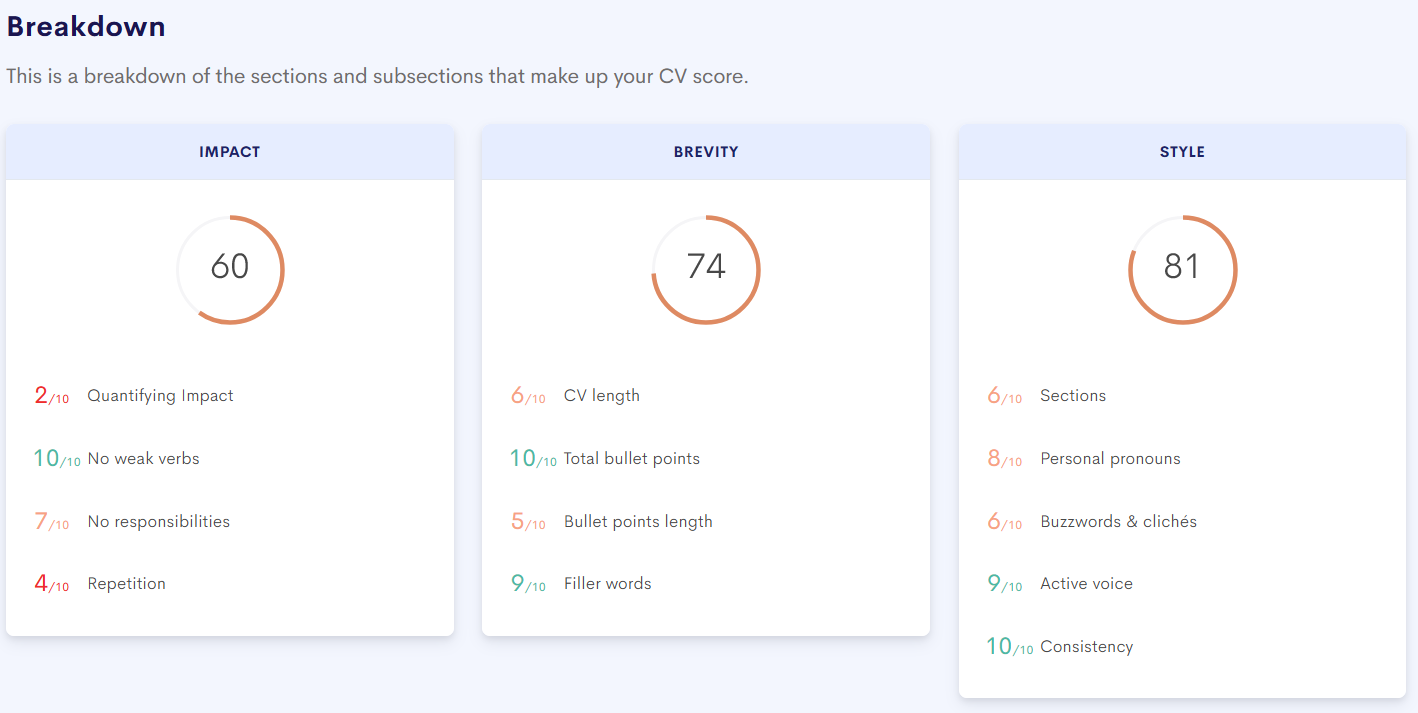 Breakdown
This is a breakdown of the sections and subsections that make up your CV score.
IMPACT
60
2/10 Quantifying Impact
10/10 No weak verbs
7/10 No responsibilities
4/10 Repetition
BREVITY
74
6/10 CV length
10/10 Total bullet points
5/10 Bullet points length
9/10 Filler words
STYLE
81
6/10 Sections
8/10 Personal pronouns
6/10 Buzzwords & clichés
9/10 Active voice
10/10 Consistency